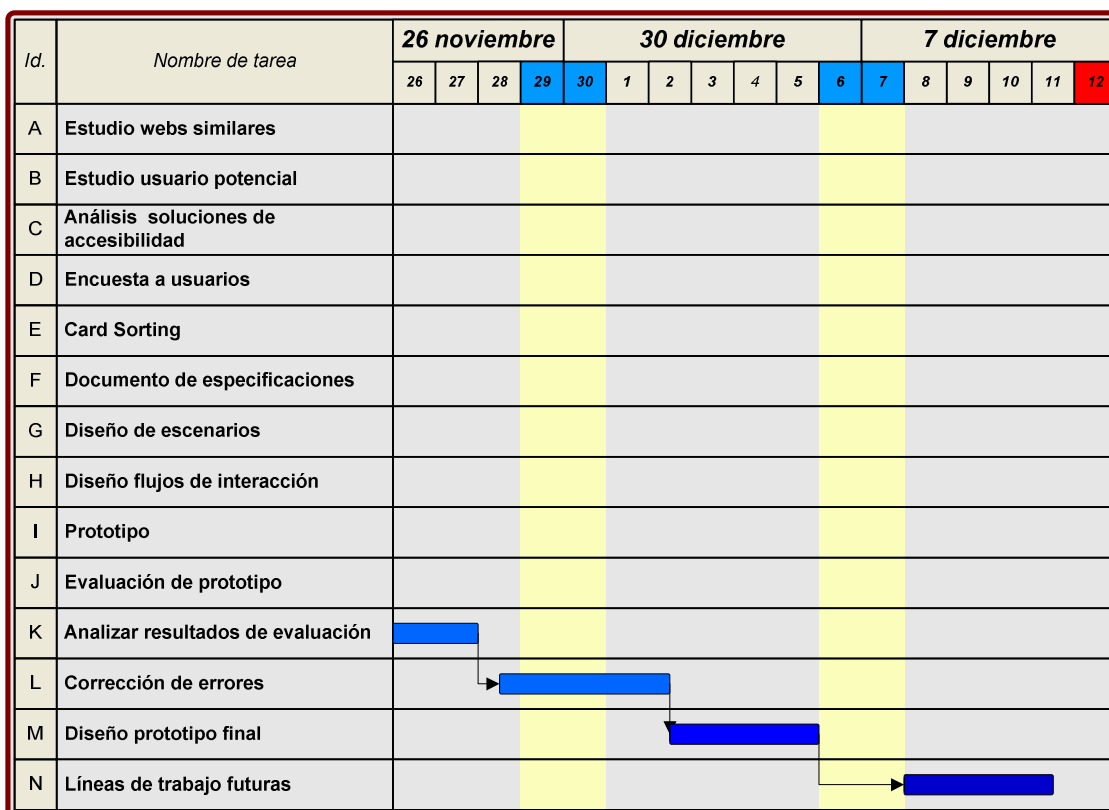 Id.
Nombre de tarea
26 noviembre
30 diciembre
7 diciembre
26 27 28 29 30 1 2 3 4 5 6 7 8 9 10 11 12
A Estudio webs similares
B Estudio usuario potencial
C Análisis soluciones de
accesibilidad
D Encuesta a usuarios
E Card Sorting
F Documento de especificaciones
G Diseño de escenarios
H Diseño flujos de interacción
I Prototipo
J Evaluación de prototipo
K Analizar resultados de evaluación
L Corrección de errores
M Diseño prototipo final
N Líneas de trabajo futuras